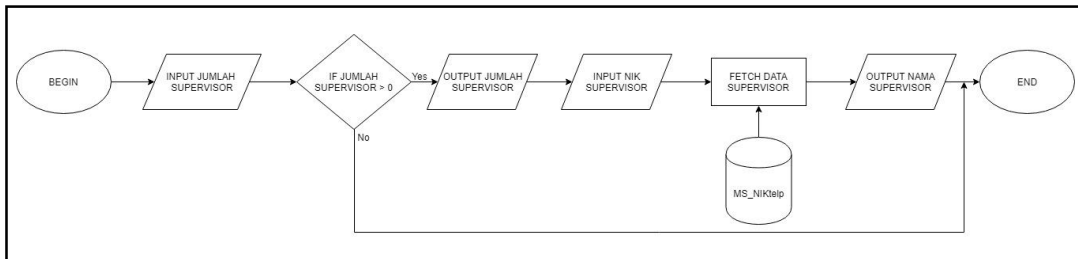 BEGIN
INPUT JUMLAH
SUPERVISOR
IF JUMLAH
SUPERVISOR > 0
Yes
No
OUTPUT JUMLAH
SUPERVISOR
INPUT NIK
SUPERVISOR
FETCH DATA
SUPERVISOR
MS_NIKtelp
OUTPUT NAMA
SUPERVISOR
END